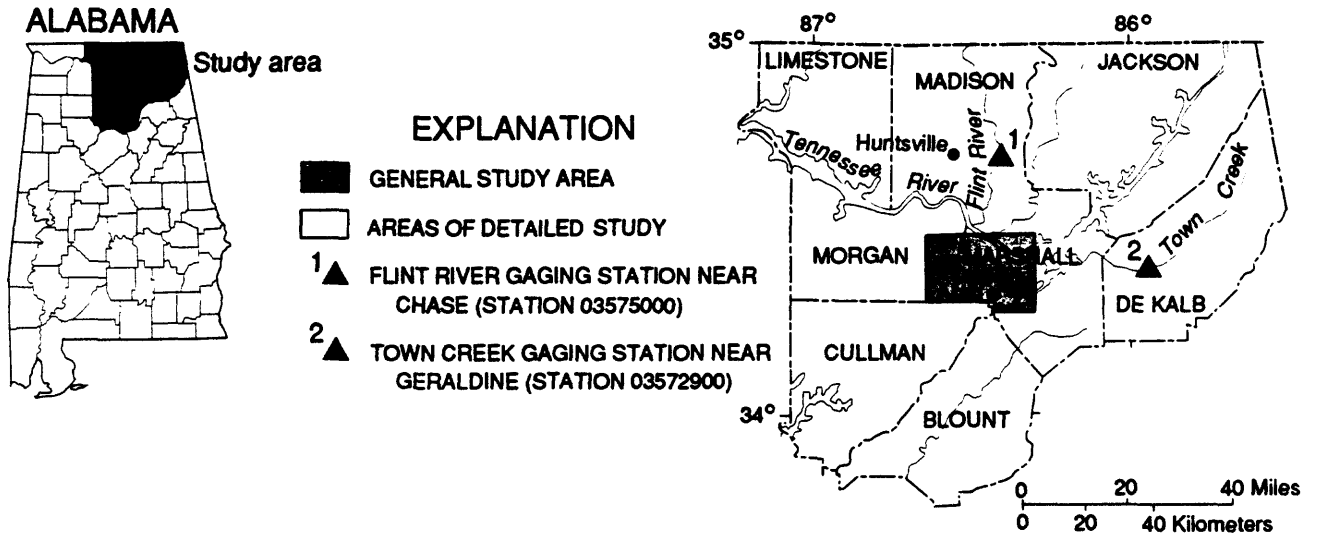 ALABAMA
Study area
EXPLANATION
GENERAL STUDY AREA
AREAS OF DETAILED STUDY
1
FLINT RIVER GAGING STATION NEAR
CHASE (STATION 03575000)
2
TOWN CREEK GAGING STATION NEAR
GERALDINE (STATION 03572900)
87°
86°
35°
LIMESTONE
MADISON
JACKSON
Huntsville
Flint River
1
Tennessee
River
MORGAN
MARSHALL
2
Town Creek
DE KALB
CULLMAN
34°
BLOUNT
0 20 40 Miles
0 20 40 Kilometers